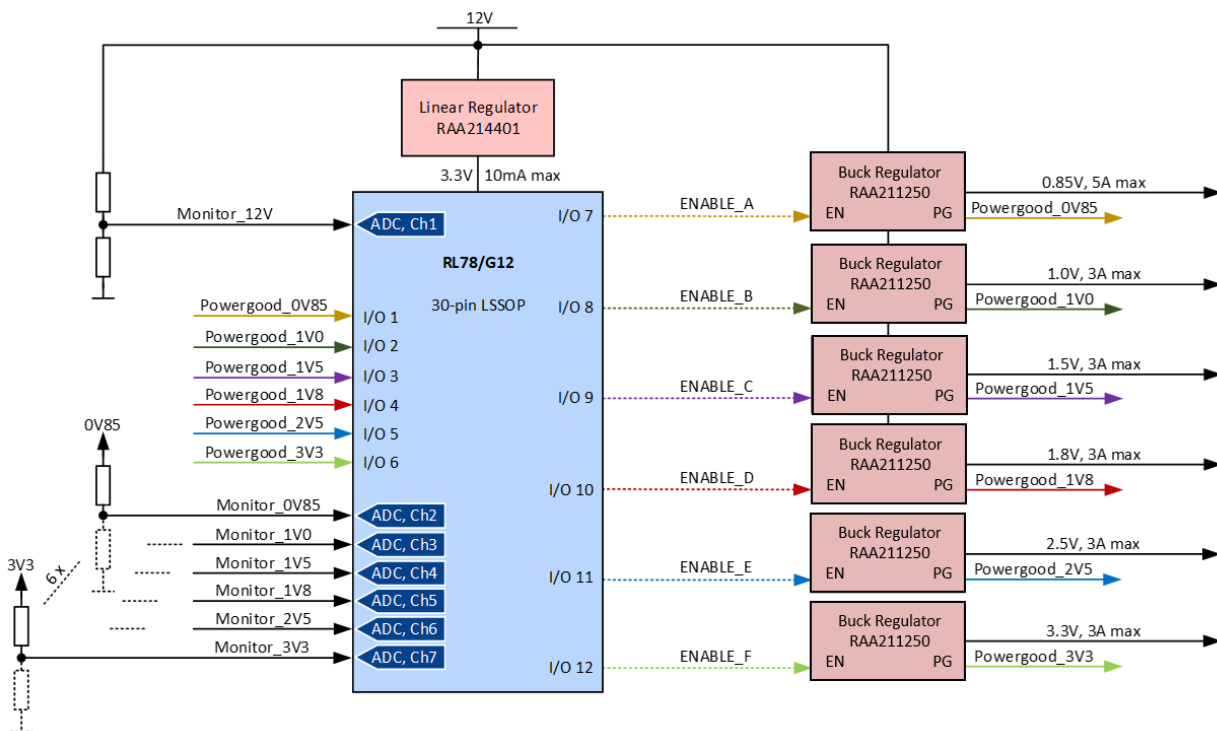 12V
Linear Regulator
RAA214401
3.3V 10mA max
Monitor_12V
ADC, Ch1
RL78/G12
30-pin LSSOP
Powergood_0V85
I/O 1
Powergood_1V0
I/O 2
Powergood_1V5
I/O 3
Powergood_1V8
I/O 4
Powergood_2V5
I/O 5
Powergood_3V3
I/O 6
0V85
Monitor_0V85
ADC, Ch2
Monitor_1V0
ADC, Ch3
Monitor_1V5
ADC, Ch4
Monitor_1V8
ADC, Ch5
Monitor_2V5
ADC, Ch6
Monitor_3V3
ADC, Ch7
3V3
6 x
I/O 7
ENABLE_A
Buck Regulator
RAA211250
EN PG
0.85V, 5A max
Powergood_0V85
I/O 8
ENABLE_B
Buck Regulator
RAA211250
EN PG
1.0V, 3A max
Powergood_1V0
I/O 9
ENABLE_C
Buck Regulator
RAA211250
EN PG
1.5V, 3A max
Powergood_1V5
I/O 10
ENABLE_D
Buck Regulator
RAA211250
EN PG
1.8V, 3A max
Powergood_1V8
I/O 11
ENABLE_E
Buck Regulator
RAA211250
EN PG
2.5V, 3A max
Powergood_2V5
I/O 12
ENABLE_F
Buck Regulator
RAA211250
EN PG
3.3V, 3A max
Powergood_3V3